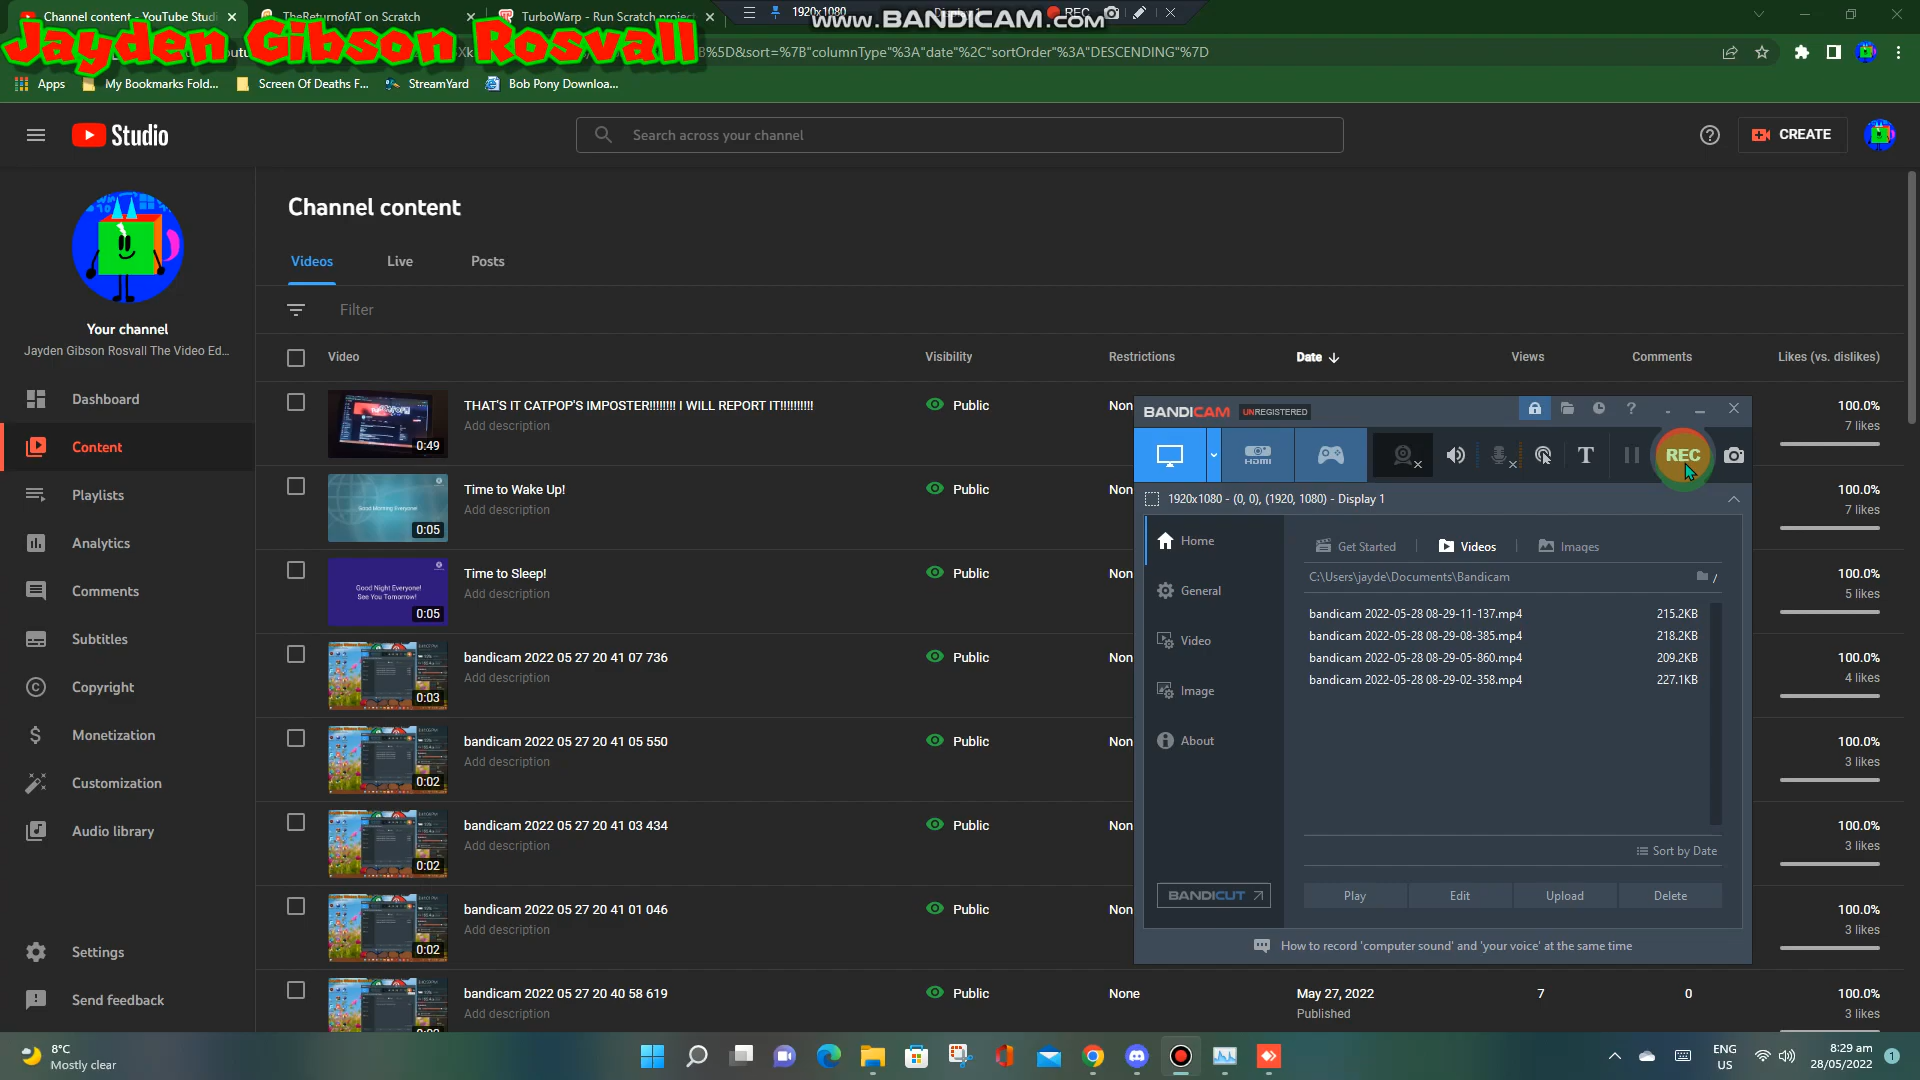 Channel content - YouTube Studi
TheReturnofAT on Scratch
TurboWarp - Run Scratch project
1920x1080
REC
www.BANDICAM.com
Jayden Gibson Rosvall
8%5D&sort=%7B"columnType"%3A"date"%2C"sortOrder"%3A"DESCENDING"%7D
Apps
My Bookmarks Fold...
Screen Of Deaths F...
StreamYard
Bob Pony Downloa...
Studio
Search across your channel
CREATE
Your channel
Jayden Gibson Rosvall The Video Ed...
Dashboard
Content
Playlists
Analytics
Comments
Subtitles
Copyright
Monetization
Customization
Audio library
Settings
Send feedback
Channel content
Videos
Live
Posts
Filter
Video
Visibility
Restrictions
Date
Views
Comments
Likes (vs. dislikes)
0:49
THAT'S IT CATPOP'S IMPOSTER!!!!!!!! I WILL REPORT IT!!!!!!!!!!
Add description
Public
Non
100.0%
7 likes
Good Morning Everyone!
0:05
Time to Wake Up!
Add description
Public
Non
100.0%
7 likes
Good Night Everyone!
See You Tomorrow!
0:05
Time to Sleep!
Add description
Public
Non
100.0%
5 likes
0:03
bandicam 2022 05 27 20 41 07 736
Add description
Public
Non
100.0%
4 likes
0:02
bandicam 2022 05 27 20 41 05 550
Add description
Public
Non
100.0%
3 likes
0:02
bandicam 2022 05 27 20 41 03 434
Add description
Public
Non
100.0%
3 likes
0:02
bandicam 2022 05 27 20 41 01 046
Add description
Public
Non
100.0%
3 likes
bandicam 2022 05 27 20 40 58 619
Add description
Public
None
May 27, 2022
Published
7
0
100.0%
3 likes
BANDICAM UNREGISTERED
HDMI
T
REC
1920x1080 - (0, 0), (1920, 1080) - Display 1
Home
General
Video
Image
About
BANDICUT
Get Started
Videos
Images
C:\Users\jayde\Documents\Bandicam
bandicam 2022-05-28 08-29-11-137.mp4 215.2KB
bandicam 2022-05-28 08-29-08-385.mp4 218.2KB
bandicam 2022-05-28 08-29-05-860.mp4 209.2KB
bandicam 2022-05-28 08-29-02-358.mp4 227.1KB
Sort by Date
Play
Edit
Upload
Delete
How to record 'computer sound' and 'your voice' at the same time
8°C
Mostly clear
ENG
US
8:29 am
28/05/2022
1